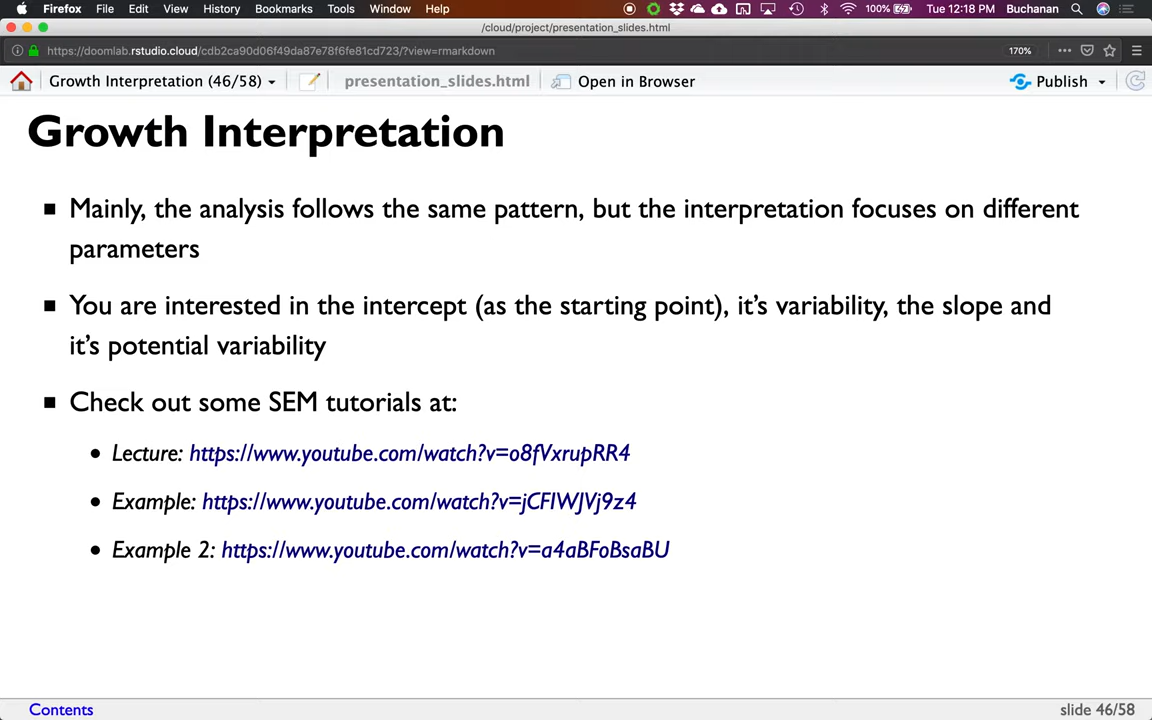 Firefox File Edit View History Bookmarks Tools Window Help 100% Tue 12:18 PM Buchanan
/cloud/project/presentation_slides.html
https://doomlab.rstudio.cloud/cdb2ca90d06f49da87e78f6fe81cd723/?view=rmarkdown 170%
Growth Interpretation (46/58) presentation_slides.html Open in Browser Publish
Growth Interpretation
Mainly, the analysis follows the same pattern, but the interpretation focuses on different
parameters
You are interested in the intercept (as the starting point), it's variability, the slope and
it's potential variability
Check out some SEM tutorials at:
Lecture: https://www.youtube.com/watch?v=o8fVxrupRR4
Example: https://www.youtube.com/watch?v=jCFIWJVj9z4
Example 2: https://www.youtube.com/watch?v=a4aBFoBsaBU
Contents slide 46/58